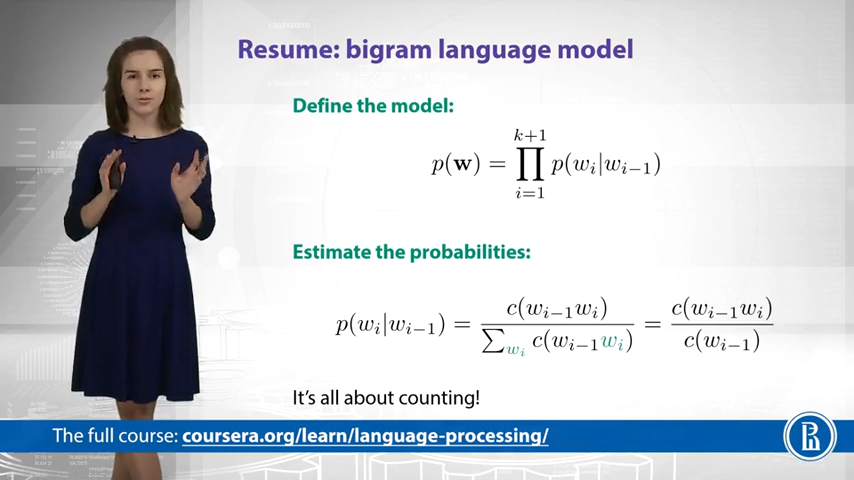 Resume: bigram language model
Define the model:
p(w) = ∏_{i=1}^{k+1} p(w_i|w_{i−1})
Estimate the probabilities:
p(w_i|w_{i−1}) = c(w_{i−1}w_i) / ∑_{w_i} c(w_{i−1}w_i) = c(w_{i−1}w_i) / c(w_{i−1})
It's all about counting!
The full course: coursera.org/learn/language-processing/